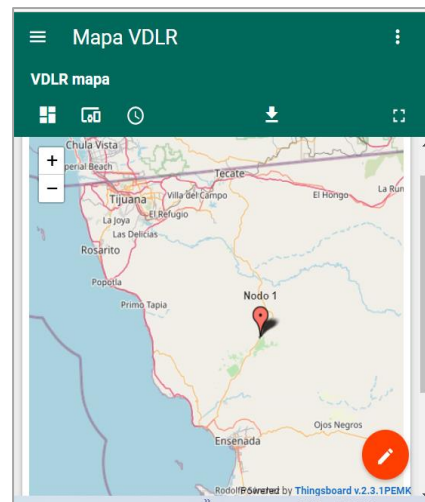 Mapa VDLR
VDLR mapa
Chula Vista
perial Beach
Tecate
+
−
Tijuana
Villa del Campo
El Hongo
La Run
El Refugio
La Joya
Las Delicias
Rosarito
Popotla
Primo Tapia
Nodo 1
Ojos Negros
Ensenada
Powered by Thingsboard v.2.3.1PEMK